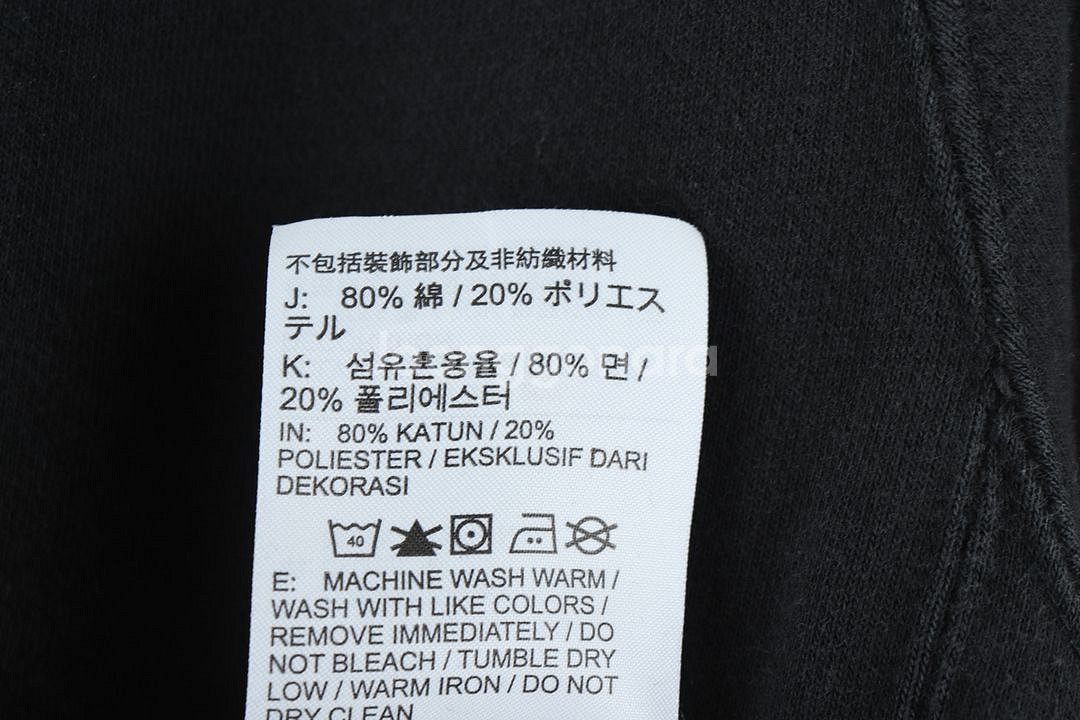 不包括裝飾部分及非紡織材料
J: 80% 綿 / 20% ポリエス
テル
K: 섬유혼용율 / 80% 면 /
20% 폴리에스터
IN: 80% KATUN / 20%
POLIESTER / EKSKLUSIF DARI
DEKORASI
40
E: MACHINE WASH WARM /
WASH WITH LIKE COLORS /
REMOVE IMMEDIATELY / DO
NOT BLEACH / TUMBLE DRY
LOW / WARM IRON / DO NOT
DRY CLEAN